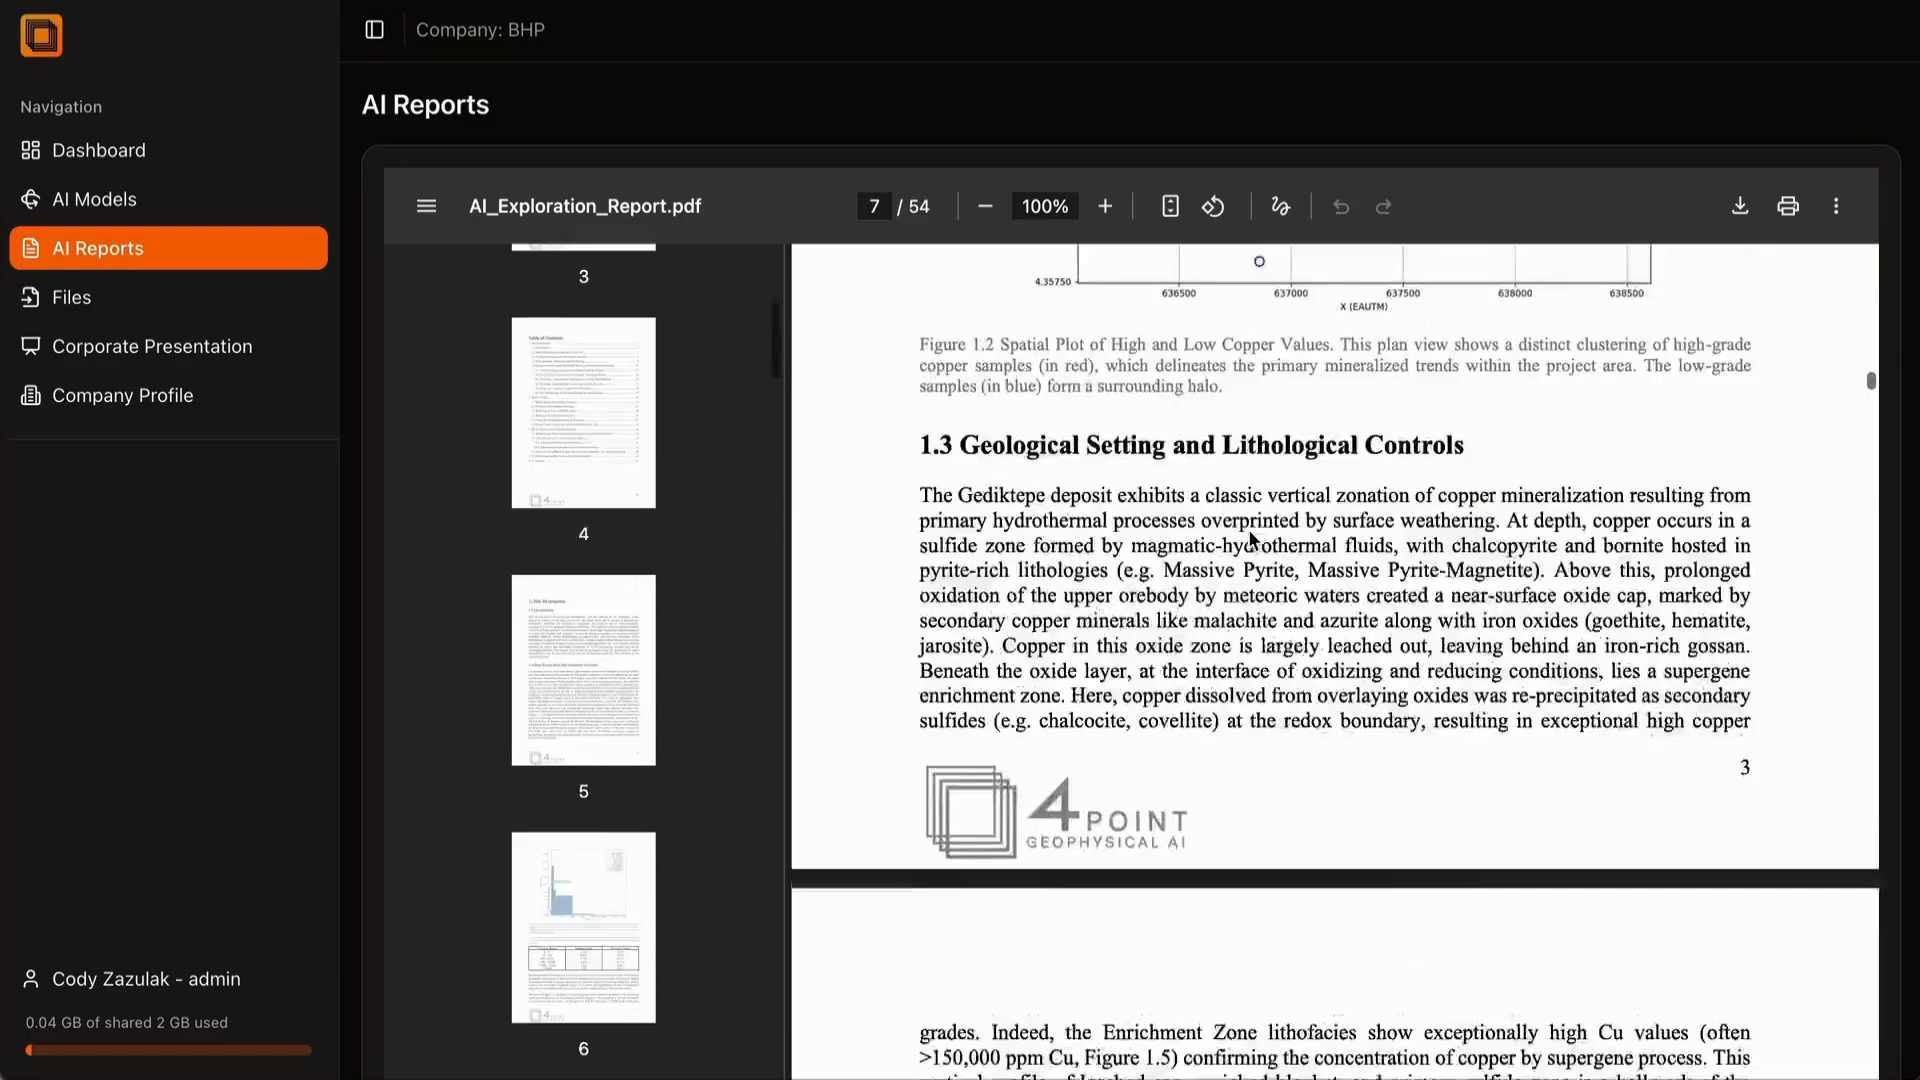 Company: BHP
Navigation
Dashboard
AI Models
AI Reports
Files
Corporate Presentation
Company Profile
Cody Zazulak - admin
0.04 GB of shared 2 GB used
AI Reports
AI_Exploration_Report.pdf
7 / 54
100%
3
Table of Contents
4
5
6
4.35750
636500 637000 637500 638000 638500
X (EAUTM)
Figure 1.2 Spatial Plot of High and Low Copper Values. This plan view shows a distinct clustering of high-grade
copper samples (in red), which delineates the primary mineralized trends within the project area. The low-grade
samples (in blue) form a surrounding halo.
1.3 Geological Setting and Lithological Controls
The Gediktepe deposit exhibits a classic vertical zonation of copper mineralization resulting from
primary hydrothermal processes overprinted by surface weathering. At depth, copper occurs in a
sulfide zone formed by magmatic-hydrothermal fluids, with chalcopyrite and bornite hosted in
pyrite-rich lithologies (e.g. Massive Pyrite, Massive Pyrite-Magnetite). Above this, prolonged
oxidation of the upper orebody by meteoric waters created a near-surface oxide cap, marked by
secondary copper minerals like malachite and azurite along with iron oxides (goethite, hematite,
jarosite). Copper in this oxide zone is largely leached out, leaving behind an iron-rich gossan.
Beneath the oxide layer, at the interface of oxidizing and reducing conditions, lies a supergene
enrichment zone. Here, copper dissolved from overlaying oxides was re-precipitated as secondary
sulfides (e.g. chalcocite, covellite) at the redox boundary, resulting in exceptional high copper
3
4 POINT
GEOPHYSICAL AI
grades. Indeed, the Enrichment Zone lithofacies show exceptionally high Cu values (often
>150,000 ppm Cu, Figure 1.5) confirming the concentration of copper by supergene process. This